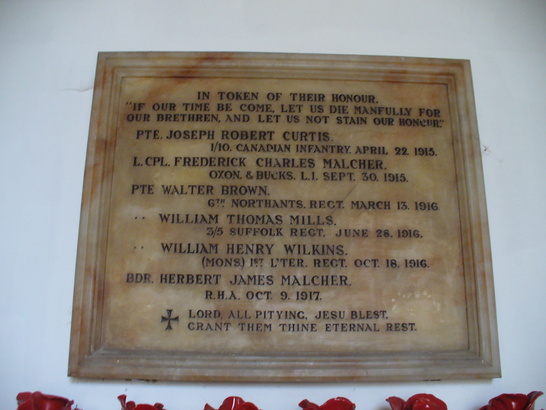 IN TOKEN OF THEIR HONOUR.
"IF OUR TIME BE COME, LET US DIE MANFULLY FOR
OUR BRETHREN, AND LET US NOT STAIN OUR HONOUR."
PTE. JOSEPH ROBERT CURTIS.
1/10. CANADIAN INFANTRY. APRIL 22. 1915.
L. CPL. FREDERICK CHARLES MALCHER.
OXON. & BUCKS. L.I. SEPT. 30. 1915.
PTE WALTER BROWN.
6TH NORTHANTS. REGT. MARCH 13. 1916.
" WILLIAM THOMAS MILLS.
3/5 SUFFOLK REGT. JUNE 28. 1916.
" WILLIAM HENRY WILKINS.
(MONS) 1ST L'TER. REGT. OCT. 18. 1916.
BDR. HERBERT JAMES MALCHER.
R.H.A. OCT 9. 1917.
LORD, ALL PITYING, JESU BLEST,
GRANT THEM THINE ETERNAL REST.